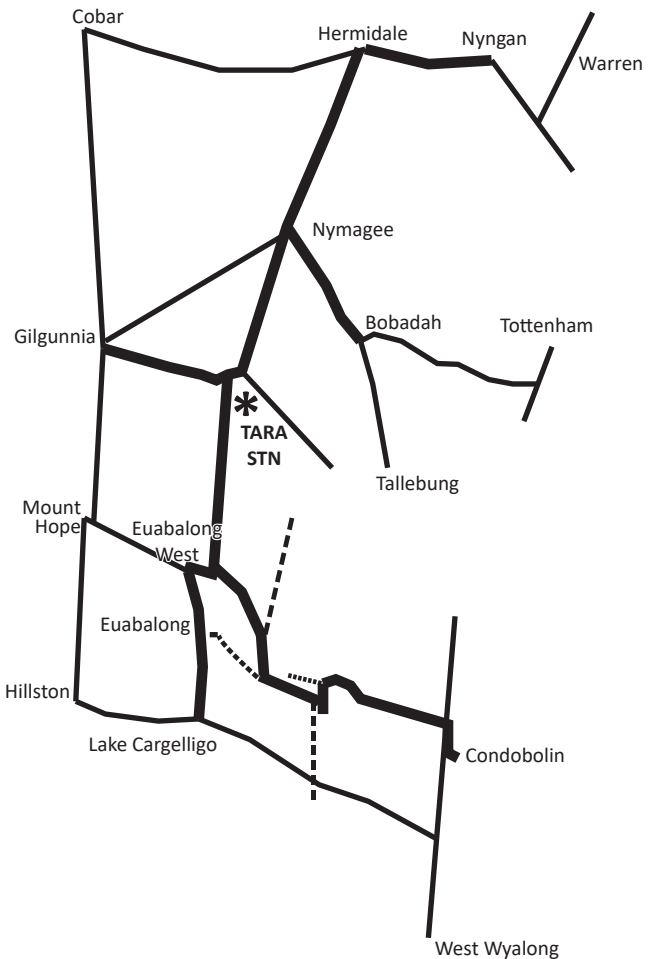 Cobar
Hermidale
Nyngan
Warren
Nymagee
Gilgunnia
Bobadah
Tottenham
*
TARA
STN
Tallebung
Mount
Hope
Euabalong
West
Euabalong
Hillston
Lake Cargelligo
Condobolin
West Wyalong